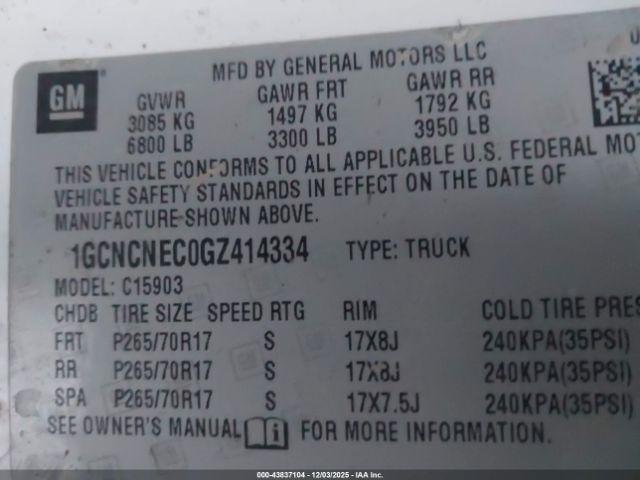 MFD BY GENERAL MOTORS LLC
GM
GVWR GAWR FRT GAWR RR
3085 KG 1497 KG 1792 KG
6800 LB 3300 LB 3950 LB
THIS VEHICLE CONFORMS TO ALL APPLICABLE U.S. FEDERAL MO
VEHICLE SAFETY STANDARDS IN EFFECT ON THE DATE OF
MANUFACTURE SHOWN ABOVE.
1GCNCNEC0GZ414334 TYPE: TRUCK
MODEL: C15903
CHDB TIRE SIZE SPEED RTG RIM COLD TIRE PRES
FRT P265/70R17 S 17X8J 240KPA(35PSI)
RR P265/70R17 S 17X8J 240KPA(35PSI)
SPA P265/70R17 S 17X7.5J 240KPA(35PSI)
SEE OWNER'S MANUAL i FOR MORE INFORMATION.
000-43837104 - 12/03/2025 - IAAI, Inc.